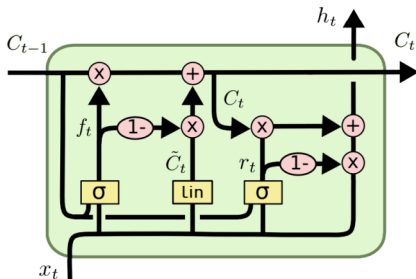 h_t
C_{t-1}
C_t
x
+
f_t
1-
x
C_t
x
+
C̃_t
r_t
1-
x
σ
Lin
σ
x_t